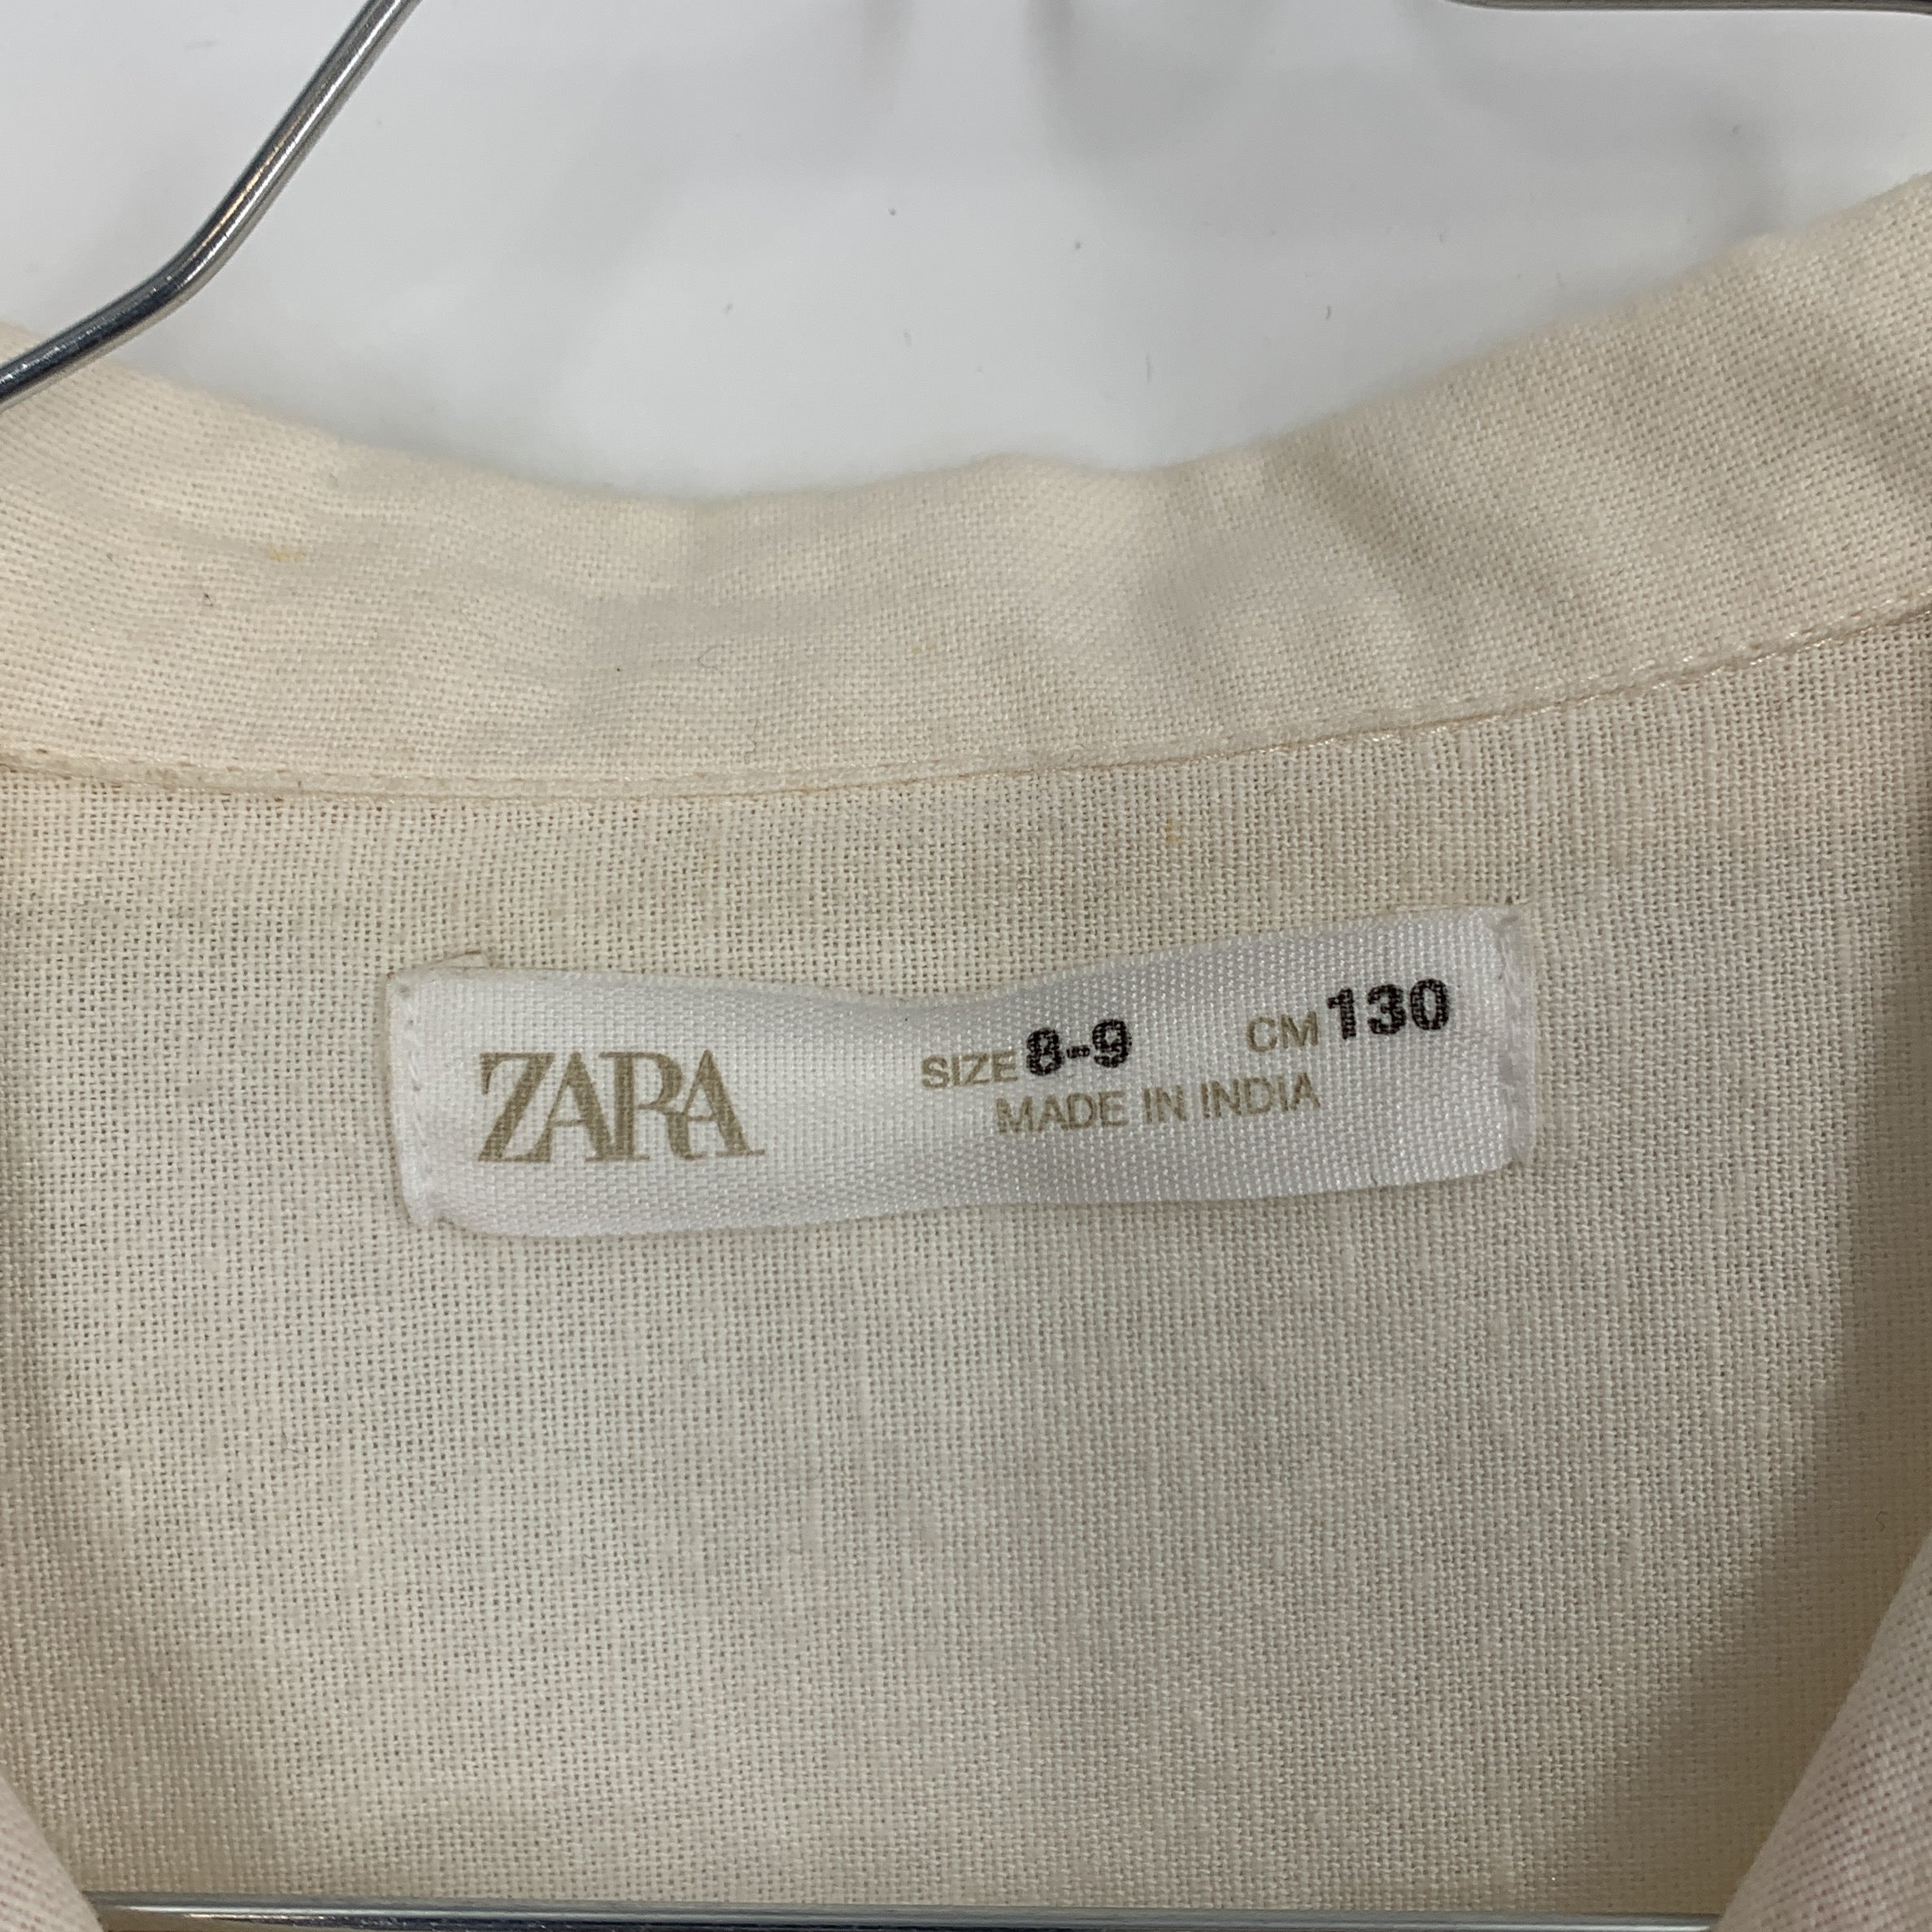 ZARA
SIZE 8-9 CM 130
MADE IN INDIA